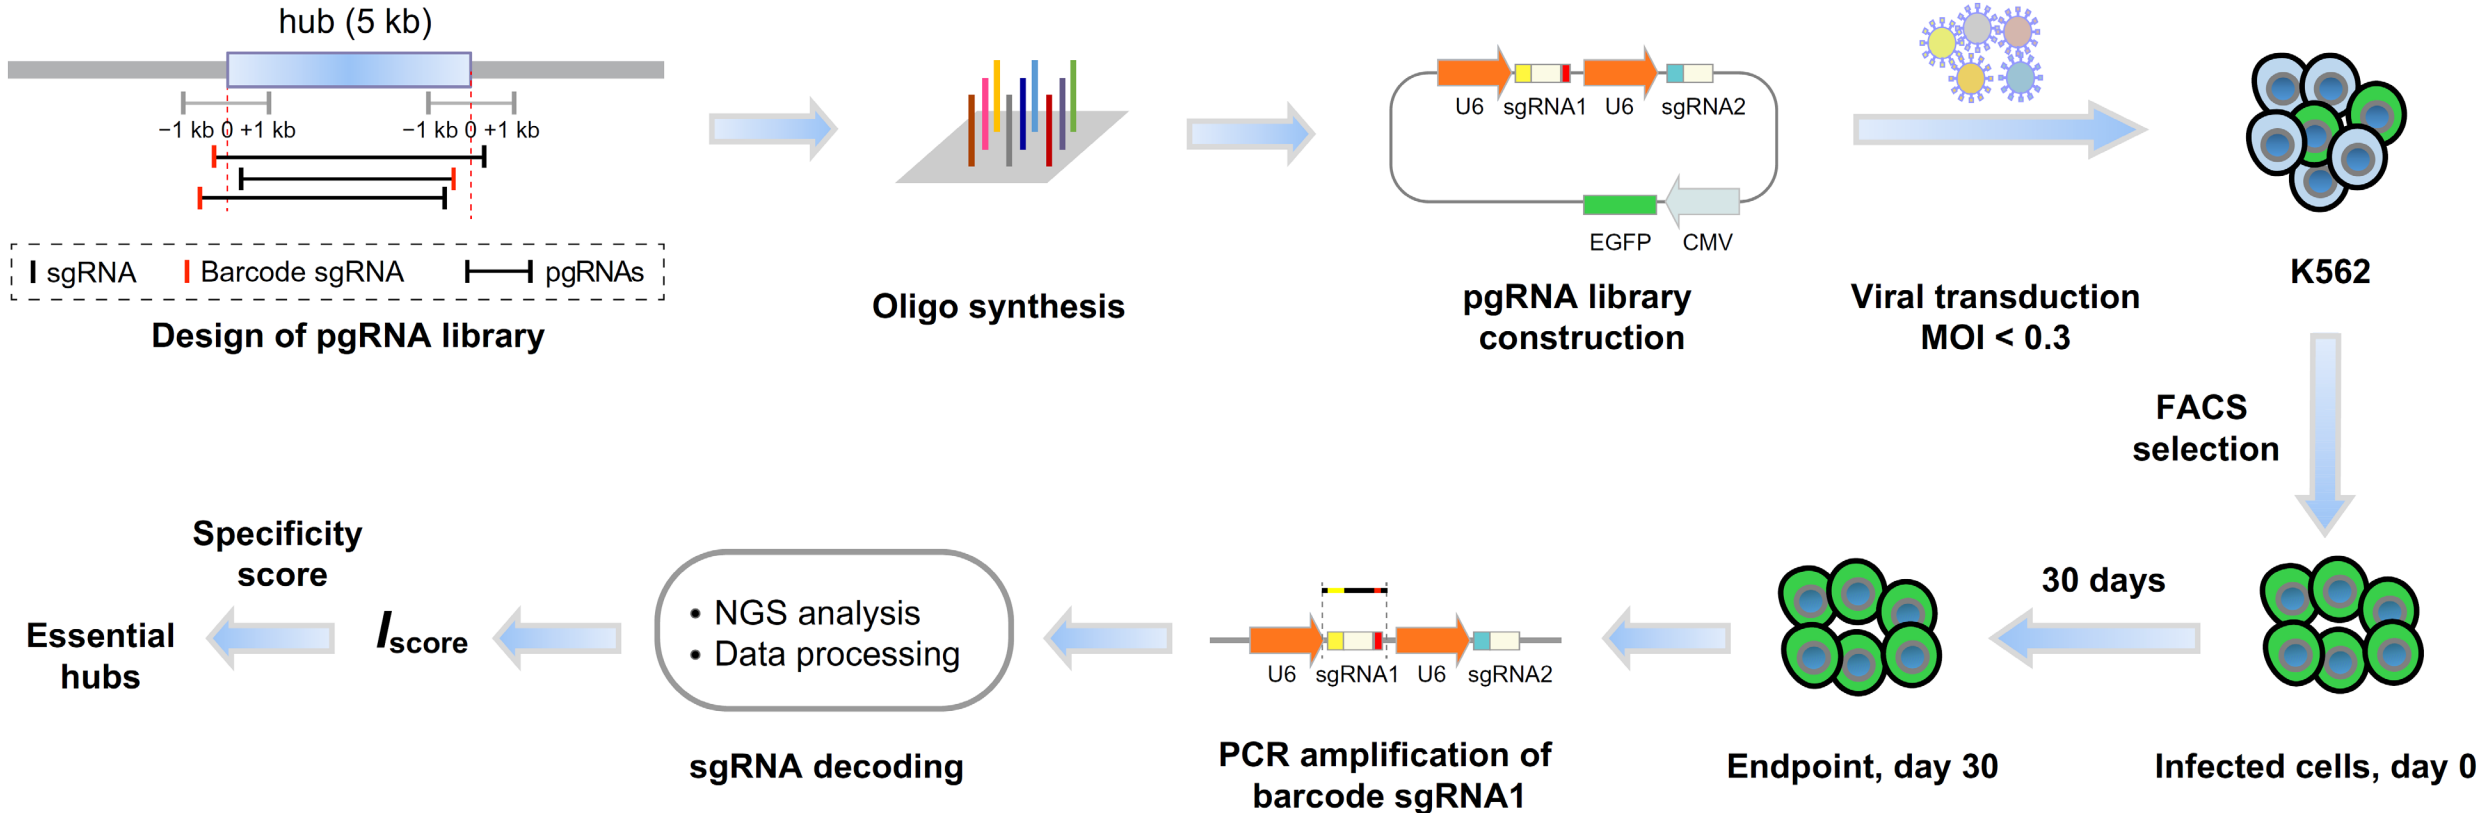 hub (5 kb)
−1 kb 0 +1 kb
−1 kb 0 +1 kb
sgRNA
Barcode sgRNA
pgRNAs
Design of pgRNA library
Oligo synthesis
U6
sgRNA1
U6
sgRNA2
EGFP
CMV
pgRNA library
construction
Viral transduction
MOI < 0.3
K562
FACS
selection
Infected cells, day 0
30 days
Endpoint, day 30
U6
sgRNA1
U6
sgRNA2
PCR amplification of
barcode sgRNA1
• NGS analysis
• Data processing
sgRNA decoding
Iscore
Specificity
score
Essential
hubs